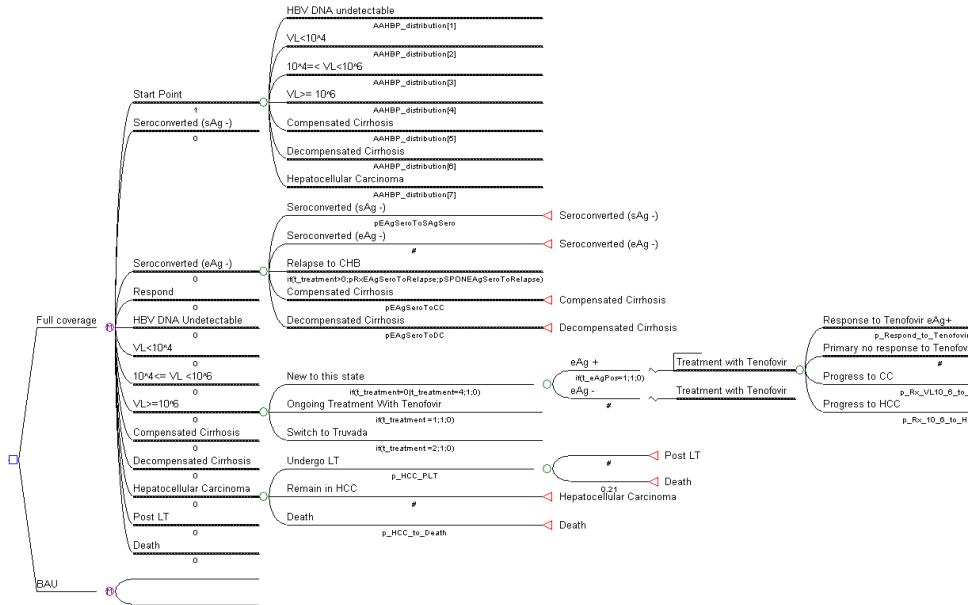 HBV DNA undetectable
AAHBP_distribution[1]
VL<10^4
AAHBP_distribution[2]
10^4=< VL<10^6
AAHBP_distribution[3]
Start Point
1
VL>= 10^6
AAHBP_distribution[4]
Seroconverted (sAg -)
0
Compensated Cirrhosis
AAHBP_distribution[5]
Decompensated Cirrhosis
AAHBP_distribution[6]
Hepatocellular Carcinoma
AAHBP_distribution[7]
Seroconverted (sAg -)
pEAgSeroToSAgSero
Seroconverted (sAg -)
Seroconverted (eAg -)
#
Seroconverted (eAg -)
Seroconverted (eAg -)
0
Relapse to CHB
if(t_treatment>0;pRxEAgSeroToRelapse;pSPONEAgSeroToRelapse)
Respond
0
Compensated Cirrhosis
pEAgSeroToCC
Compensated Cirrhosis
Full coverage
HBV DNA Undetectable
0
Decompensated Cirrhosis
pEAgSeroToDC
Decompensated Cirrhosis
Response to Tenofovir eAg+
p_Respond_to_Tenofovir
VL<10^4
0
Primary no response to Tenofov
#
10^4<= VL <10^6
0
New to this state
if(t_treatment=0|t_treatment=4;1;0)
eAg +
if(t_eAgPos=1;1;0)
Treatment with Tenofovir
Progress to CC
p_Rx_VL10_6_to_
VL>=10^6
0
Ongoing Treatment With Tenofovir
if(t_treatment =1;1;0)
eAg -
#
Treatment with Tenofovir
Progress to HCC
p_Rx_10_6_to_H
Compensated Cirrhosis
0
Switch to Truvada
if(t_treatment =2;1;0)
Decompensated Cirrhosis
0
Undergo LT
p_HCC_PLT
#
Post LT
Hepatocellular Carcinoma
0
Remain in HCC
#
Hepatocellular Carcinoma
0.21
Death
Post LT
0
Death
p_HCC_to_Death
Death
Death
0
BAU